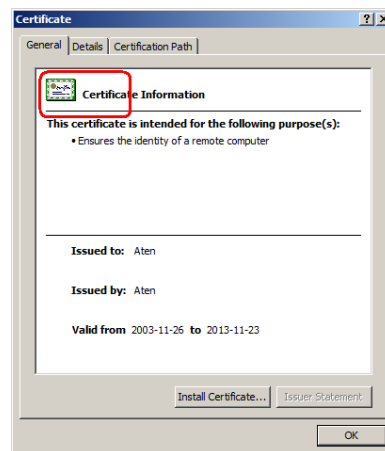 Certificate
General Details Certification Path
Certificate Information
This certificate is intended for the following purpose(s):
• Ensures the identity of a remote computer
Issued to: Aten
Issued by: Aten
Valid from 2003-11-26 to 2013-11-23
Install Certificate... Issuer Statement
OK